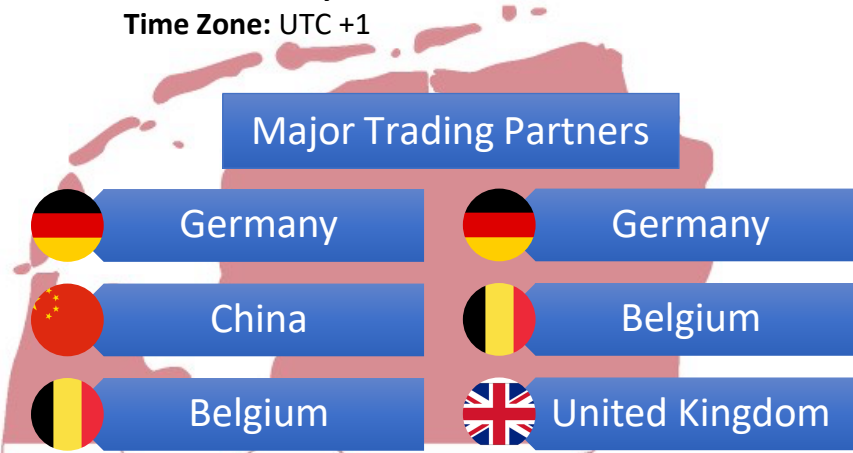 Time Zone: UTC +1
Major Trading Partners
Germany
Germany
China
Belgium
Belgium
United Kingdom